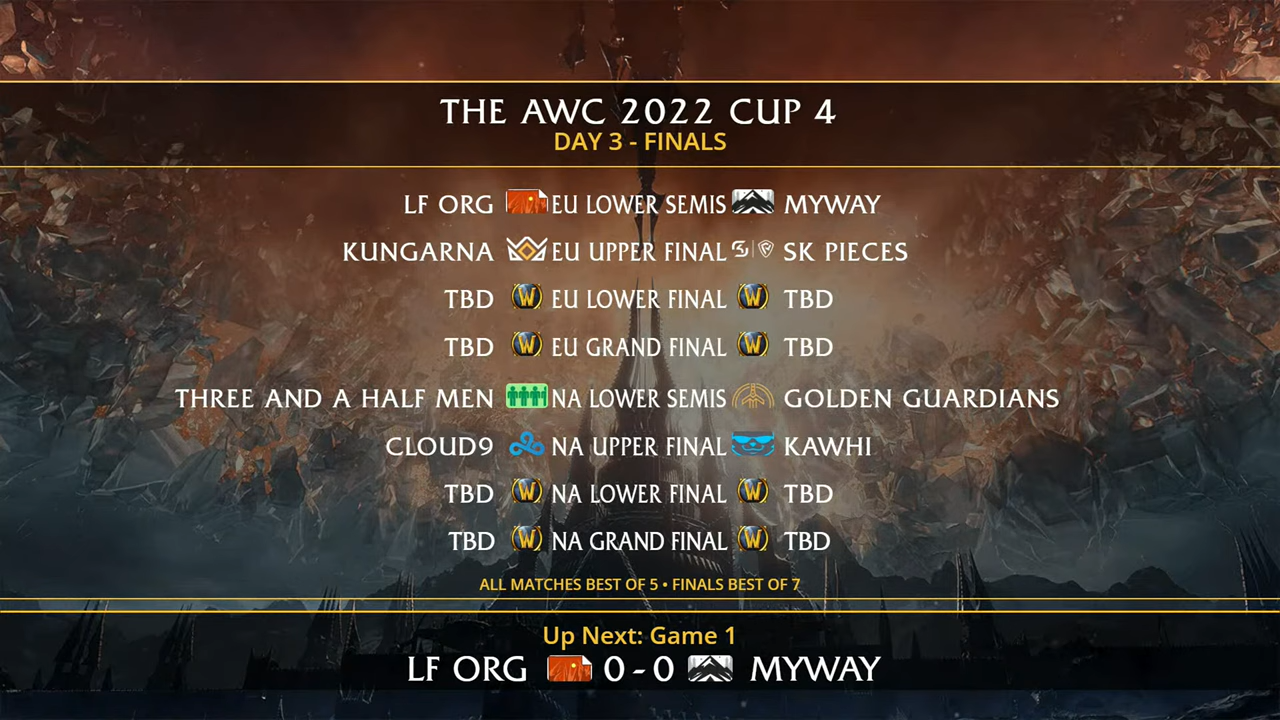 THE AWC 2022 CUP 4
DAY 3 - FINALS
LF ORG EU LOWER SEMIS MYWAY
KUNGARNA EU UPPER FINAL SK PIECES
TBD W EU LOWER FINAL W TBD
TBD W EU GRAND FINAL W TBD
THREE AND A HALF MEN NA LOWER SEMIS GOLDEN GUARDIANS
CLOUD9 NA UPPER FINAL KAWHI
TBD W NA LOWER FINAL W TBD
TBD W NA GRAND FINAL W TBD
ALL MATCHES BEST OF 5 • FINALS BEST OF 7
Up Next: Game 1
LF ORG 0 - 0 MYWAY